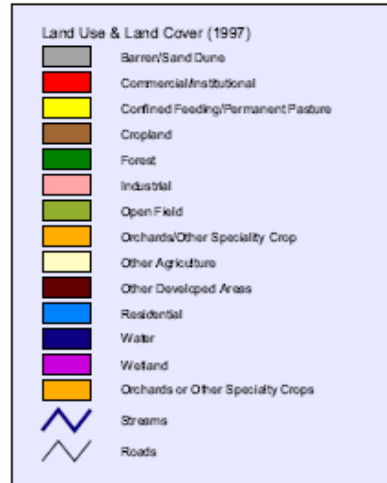 Land Use & Land Cover (1997)
Barren/Sand Dune
Commercial/Institutional
Confined Feeding/Permanent Pasture
Cropland
Forest
Industrial
Open Field
Orchards/Other Speciality Crop
Other Agriculture
Other Developed Areas
Residential
Water
Wetland
Orchards or Other Specialty Crops
Streams
Roads